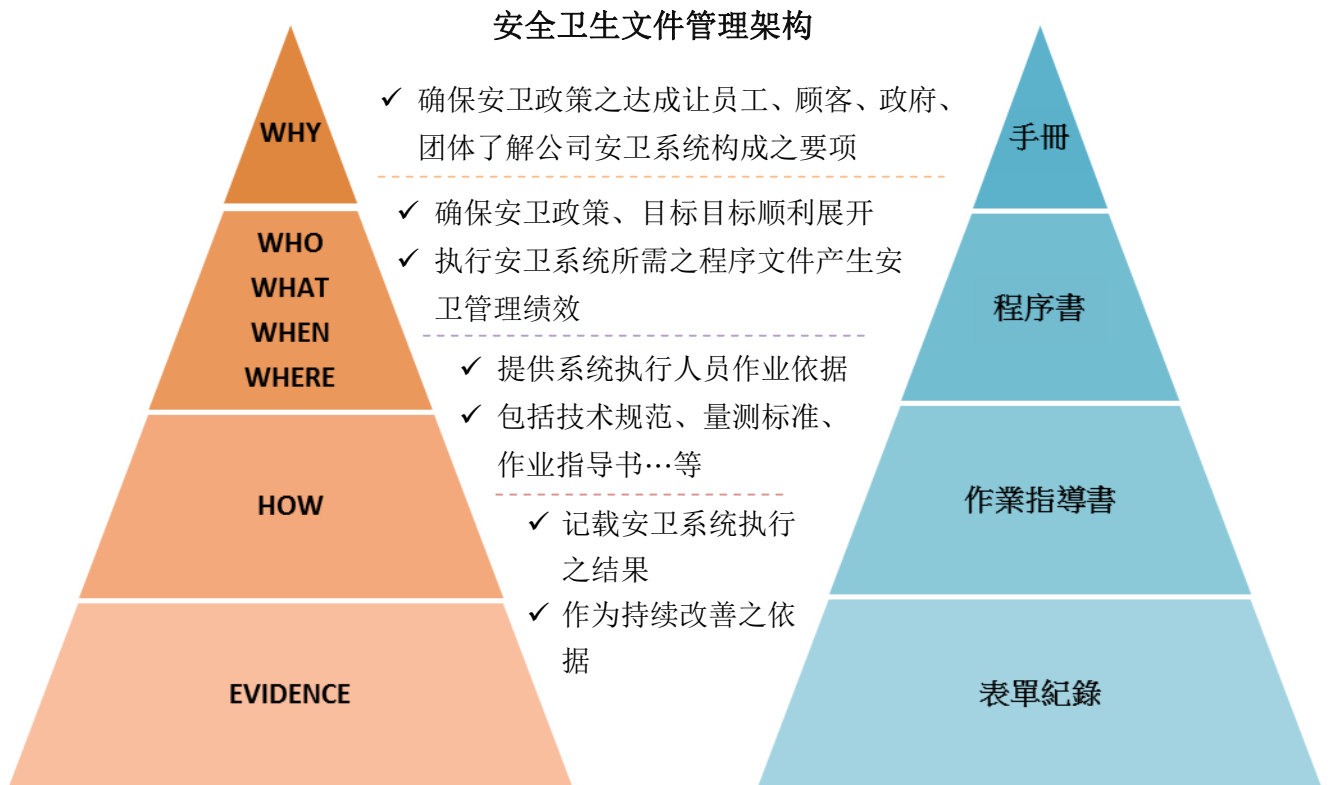 安全卫生文件管理架构
WHY
✓ 确保安卫政策之达成让员工、顾客、政府、
团体了解公司安卫系统构成之要项
手冊
WHO
WHAT
WHEN
WHERE
✓ 确保安卫政策、目标目标顺利展开
✓ 执行安卫系统所需之程序文件产生安
卫管理绩效
程序書
HOW
✓ 提供系统执行人员作业依据
✓ 包括技术规范、量测标准、
作业指导书…等
作業指導書
EVIDENCE
✓ 记载安卫系统执行
之结果
✓ 作为持续改善之依
据
表單紀錄